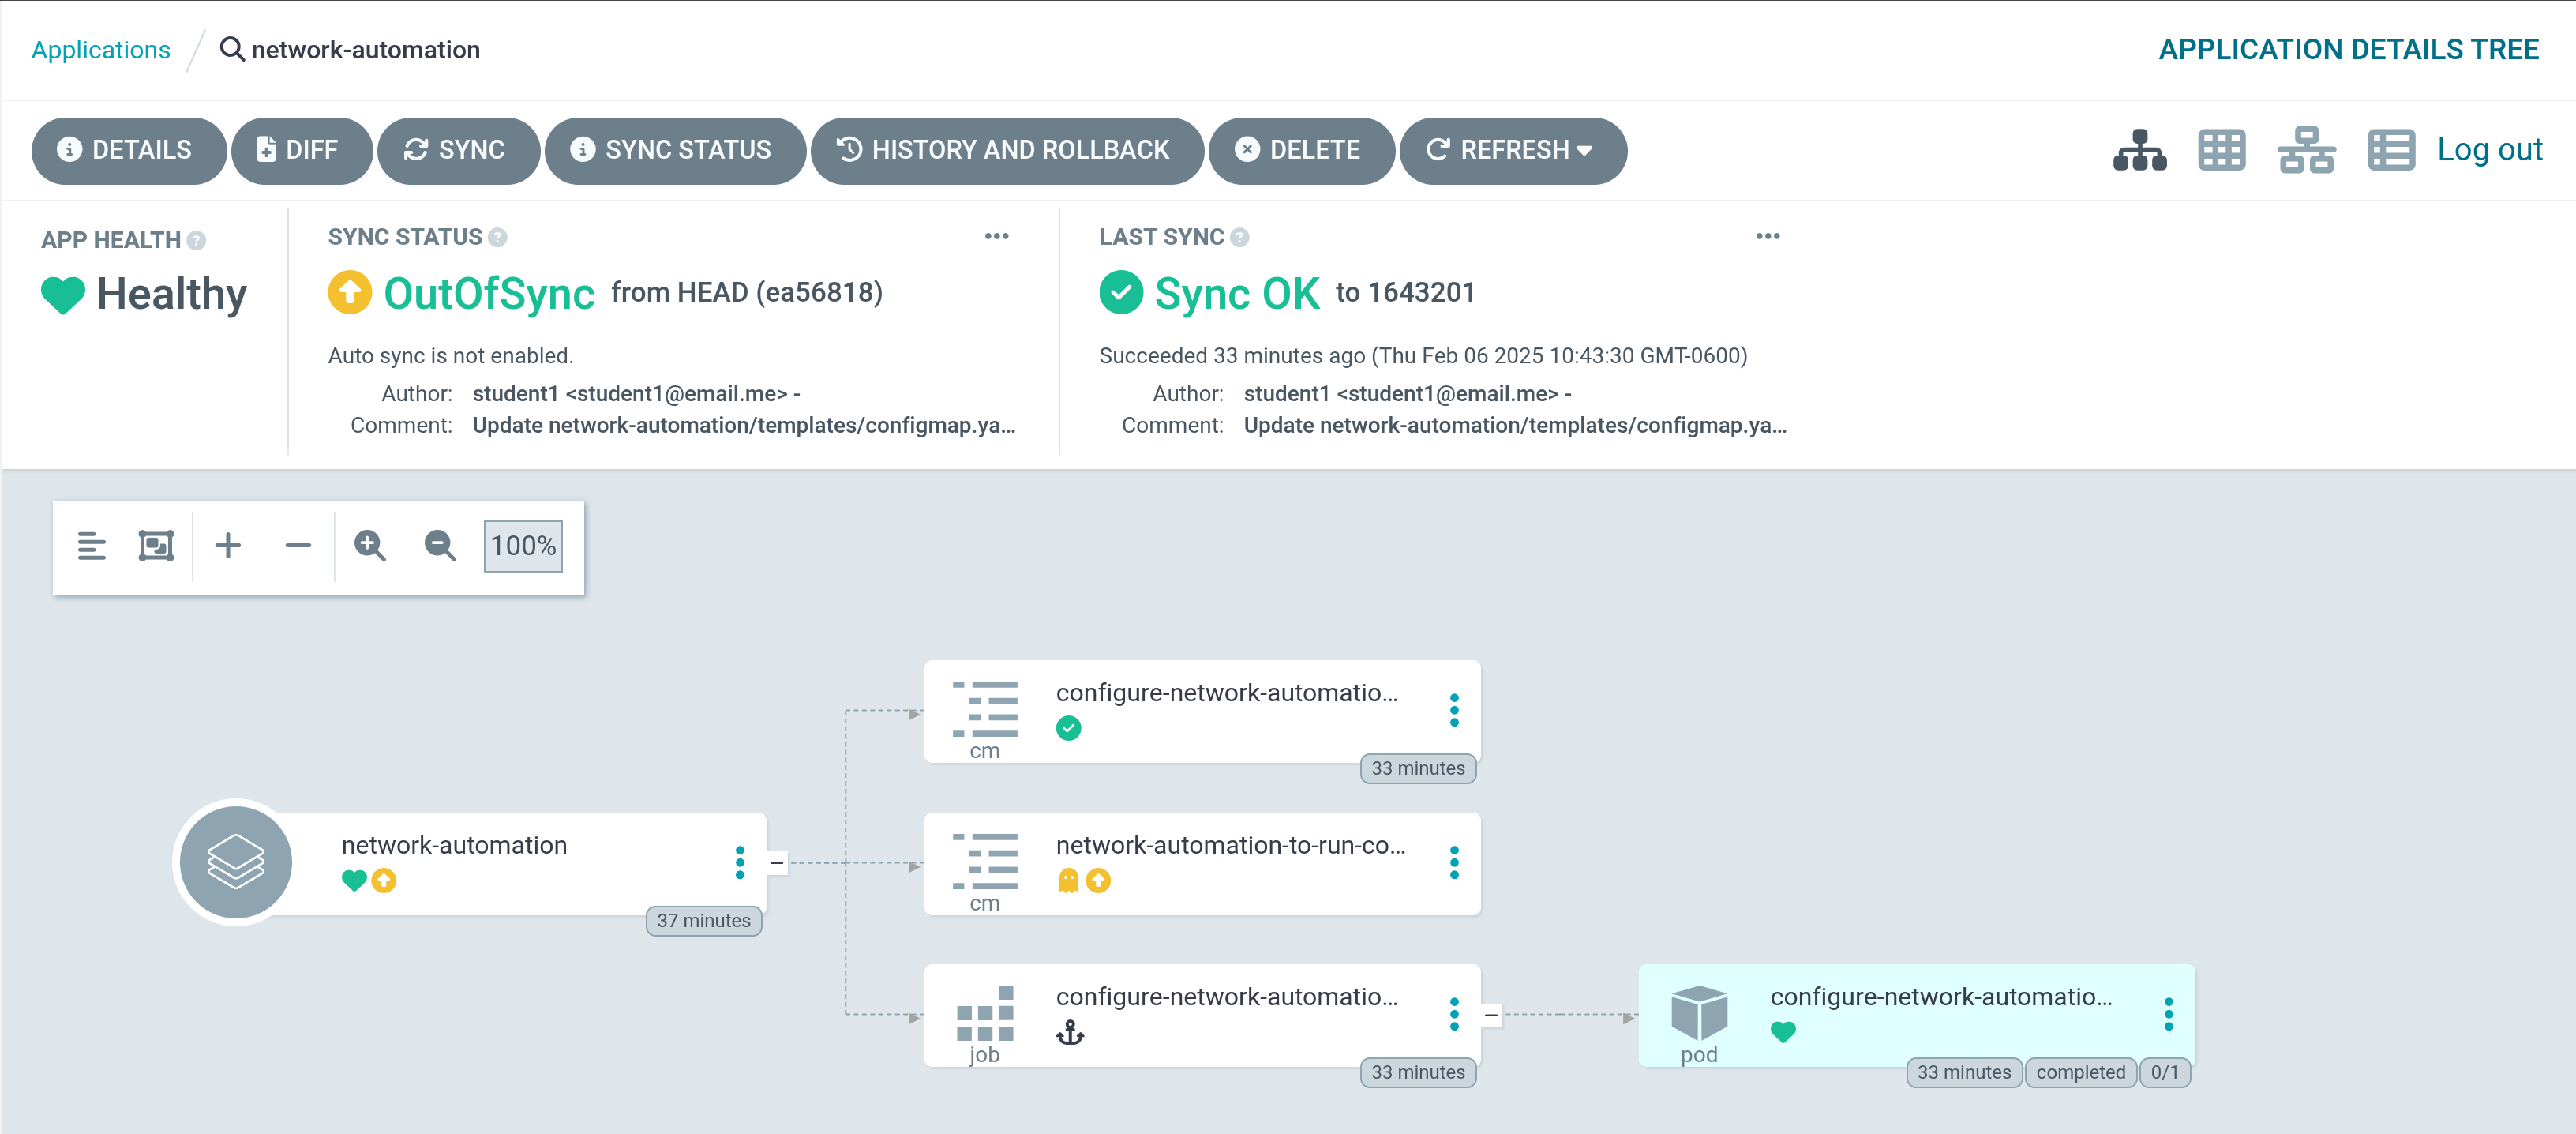 Applications / network-automation
APPLICATION DETAILS TREE
DETAILS
DIFF
SYNC
SYNC STATUS
HISTORY AND ROLLBACK
DELETE
REFRESH
Log out
APP HEALTH ?
Healthy
SYNC STATUS ?
OutOfSync from HEAD (ea56818)
Auto sync is not enabled.
Author: student1 <student1@email.me> -
Comment: Update network-automation/templates/configmap.ya...
LAST SYNC ?
Sync OK to 1643201
Succeeded 33 minutes ago (Thu Feb 06 2025 10:43:30 GMT-0600)
Author: student1 <student1@email.me> -
Comment: Update network-automation/templates/configmap.ya...
100%
configure-network-automatio...
cm
33 minutes
network-automation
37 minutes
network-automation-to-run-co...
cm
configure-network-automatio...
job
33 minutes
configure-network-automatio...
pod
33 minutes
completed
0/1